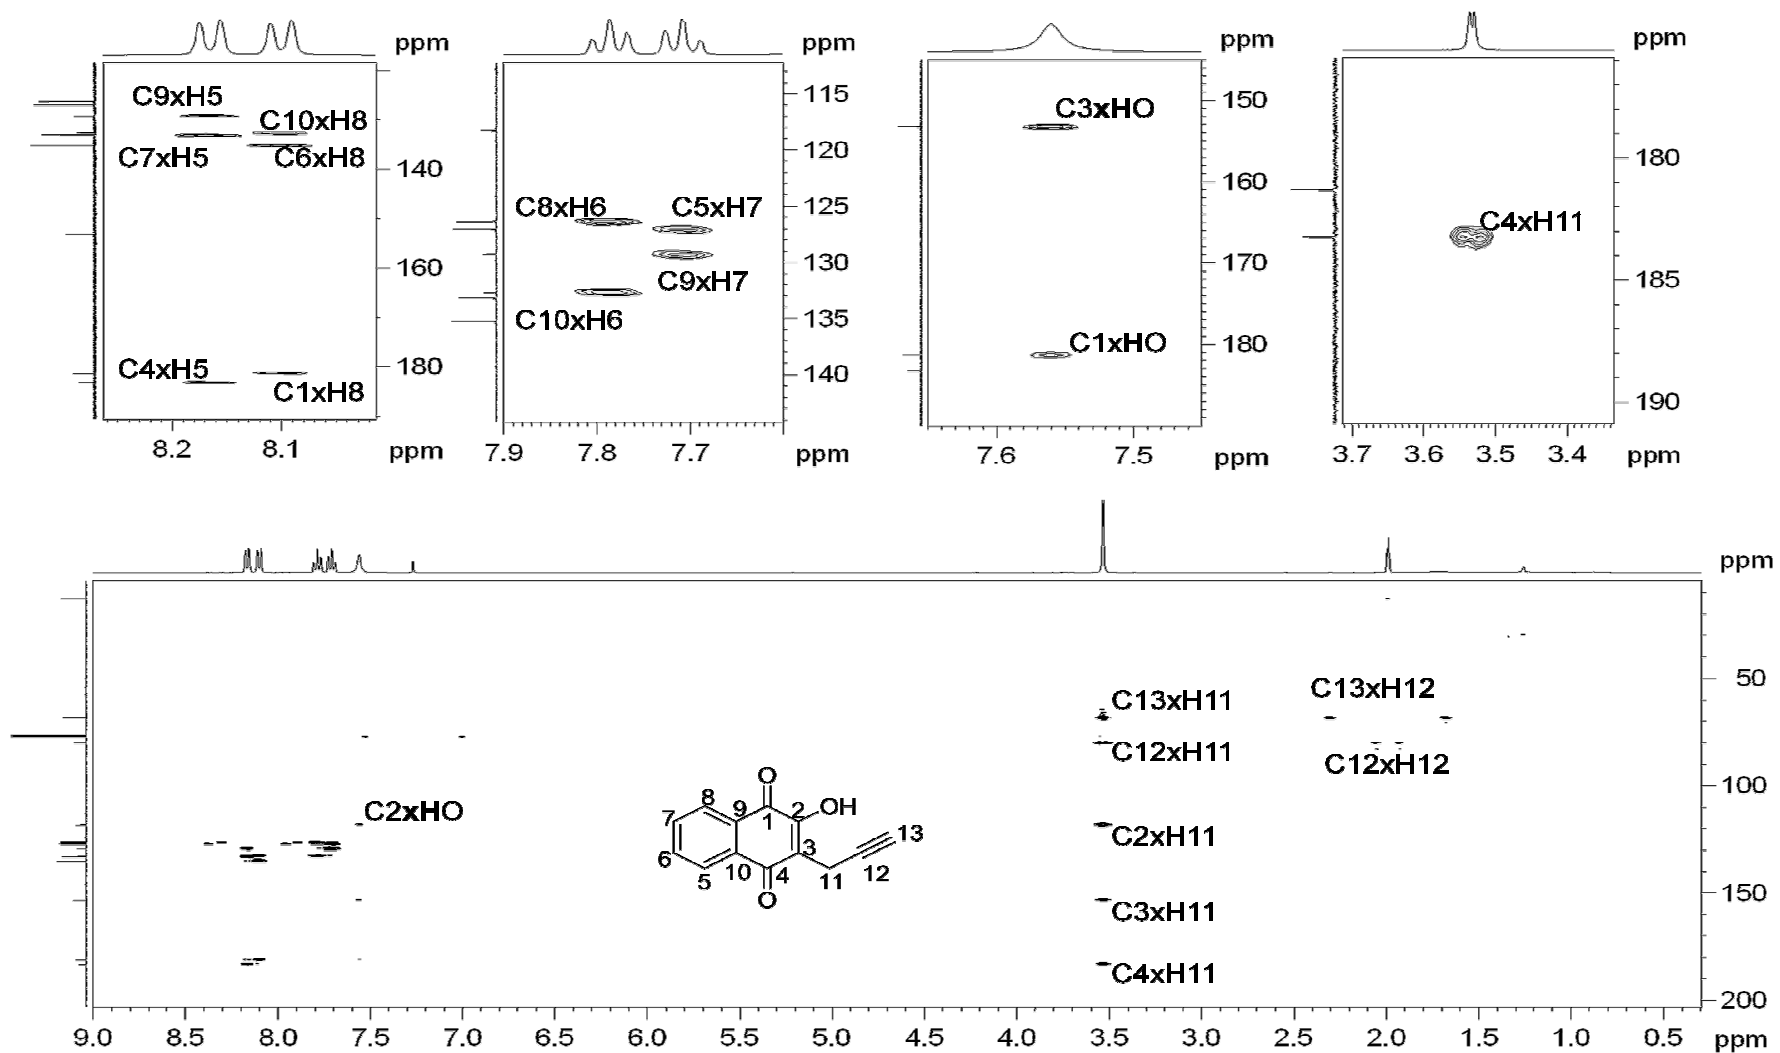 ppm
C9xH5
C10xH8
C7xH5
C6xH8
C4xH5
C1xH8
140
160
180
8.2
8.1
ppm
ppm
C8xH6
C5xH7
C9xH7
C10xH6
115
120
125
130
135
140
7.9
7.8
7.7
ppm
ppm
C3xHO
C1xHO
150
160
170
180
7.6
7.5
ppm
ppm
C4xH11
180
185
190
3.7
3.6
3.5
3.4
ppm
ppm
C13xH11
C13xH12
C12xH11
C12xH12
C2xHO
C2xH11
C3xH11
C4xH11
O
8
9
1
2
OH
7
3
13
6
10
4
12
5
11
O
50
100
150
200
9.0
8.5
8.0
7.5
7.0
6.5
6.0
5.5
5.0
4.5
4.0
3.5
3.0
2.5
2.0
1.5
1.0
0.5
ppm